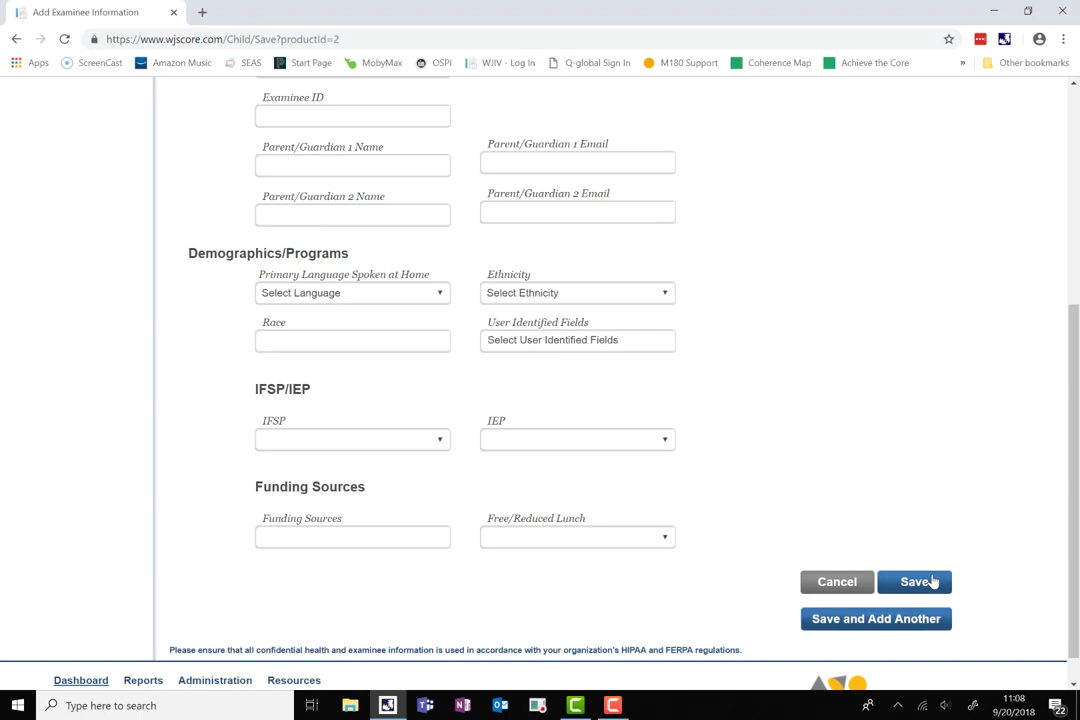 Add Examinee Information
https://www.wjscore.com/Child/Save?productId=2
Apps
ScreenCast
Amazon Music
SEAS
Start Page
MobyMax
OSPI
WJIV - Log In
Q-global Sign In
M180 Support
Coherence Map
Achieve the Core
»
Other bookmarks
Examinee ID
Parent/Guardian 1 Name
Parent/Guardian 1 Email
Parent/Guardian 2 Name
Parent/Guardian 2 Email
Demographics/Programs
Primary Language Spoken at Home
Ethnicity
Select Language
Select Ethnicity
Race
User Identified Fields
Select User Identified Fields
IFSP/IEP
IFSP
IEP
Funding Sources
Funding Sources
Free/Reduced Lunch
Cancel
Save
Save and Add Another
Please ensure that all confidential health and examinee information is used in accordance with your organization's HIPAA and FERPA regulations.
Dashboard
Reports
Administration
Resources
Type here to search
11:08
9/20/2018
22